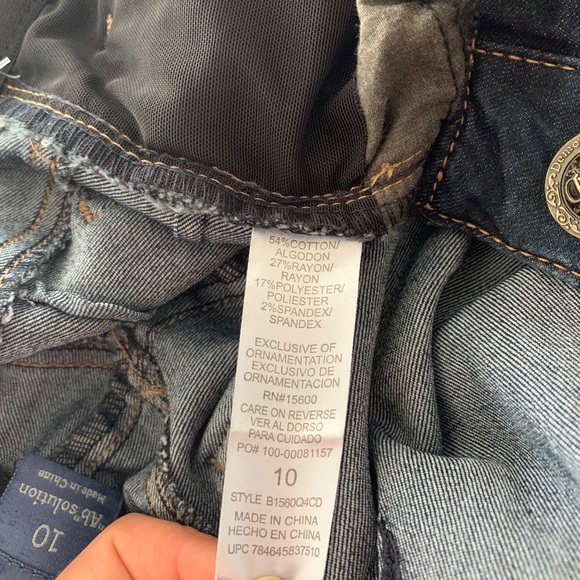 54%COTTON/
ALGODON
27%RAYON/
RAYON
17%POLYESTER/
POLIESTER
2%SPANDEX/
SPANDEX
EXCLUSIVE OF
ORNAMENTATION
EXCLUSIVO DE
ORNAMENTACION
RN#15600
CARE ON REVERSE
VER AL DORSO
PARA CUIDADO
PO# 100-00081157
10
STYLE B1560Q4CD
MADE IN CHINA
HECHO EN CHINA
UPC 784645837510
"Ab"solution
Made in China
10